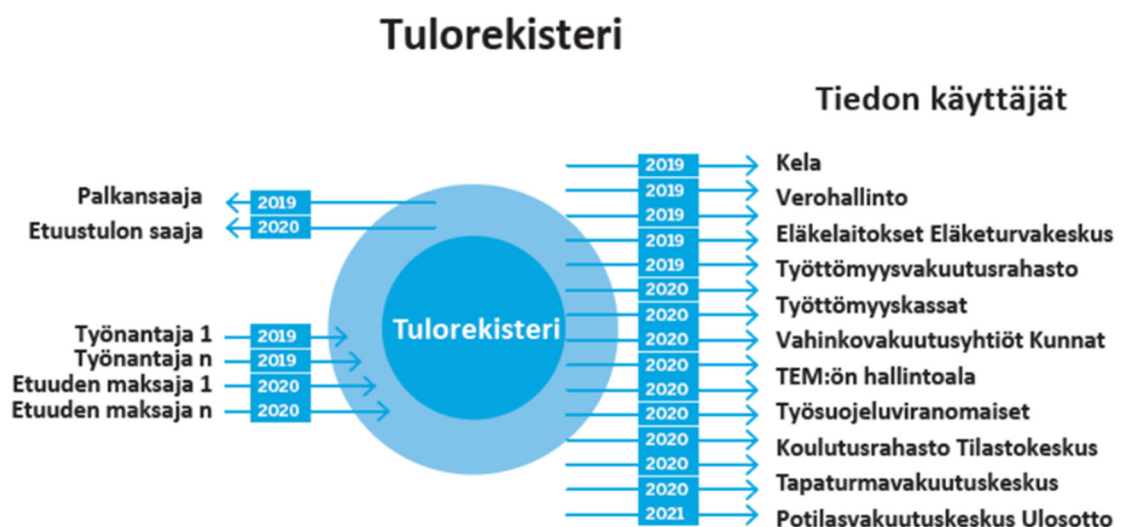 Tulorekisteri
Tiedon käyttäjät
Palkansaaja
2019
Etuustulon saaja
2020
Työnantaja 1
2019
Työnantaja n
2019
Etuuden maksaja 1
2020
Etuuden maksaja n
2020
Tulorekisteri
2019
Kela
2019
Verohallinto
2019
Eläkelaitokset Eläketurvakeskus
2019
Työttömyysvakuutusrahasto
2019
Työttömyyskassat
2020
Vahinkovakuutusyhtiöt Kunnat
2020
TEM:ön hallintoala
2020
Työsuojeluviranomaiset
2020
Koulutusrahasto Tilastokeskus
2020
Tapaturmavakuutuskeskus
2020
Potilasvakuutuskeskus Ulosotto
2020
2020
2020
2021